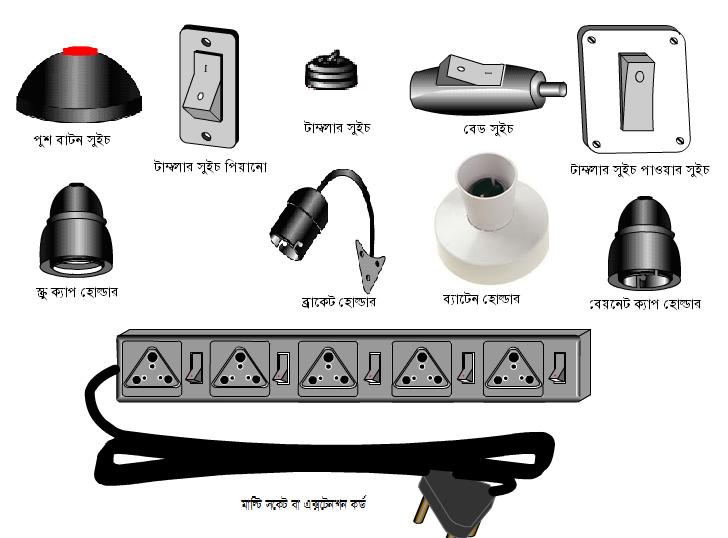 পুশ বাটন সুইচ
টাম্বলার সুইচ পিয়ানো
টাম্বলার সুইচ
বেড সুইচ
টাম্বলার সুইচ পাওয়ার সুইচ
স্ক্রু ক্যাপ হোল্ডার
ব্রাকেট হোল্ডার
ব্যাটেন হোল্ডার
বেয়নেট ক্যাপ হোল্ডার
মাল্টি সকেট বা এক্সটেনশন কর্ড